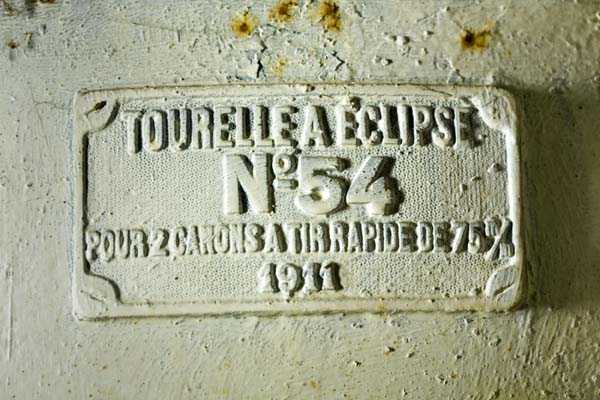 TOURELLE A ECLIPSE
Nº 54
POUR 2 CANONS A TIR RAPIDE DE 75 m/m
1911